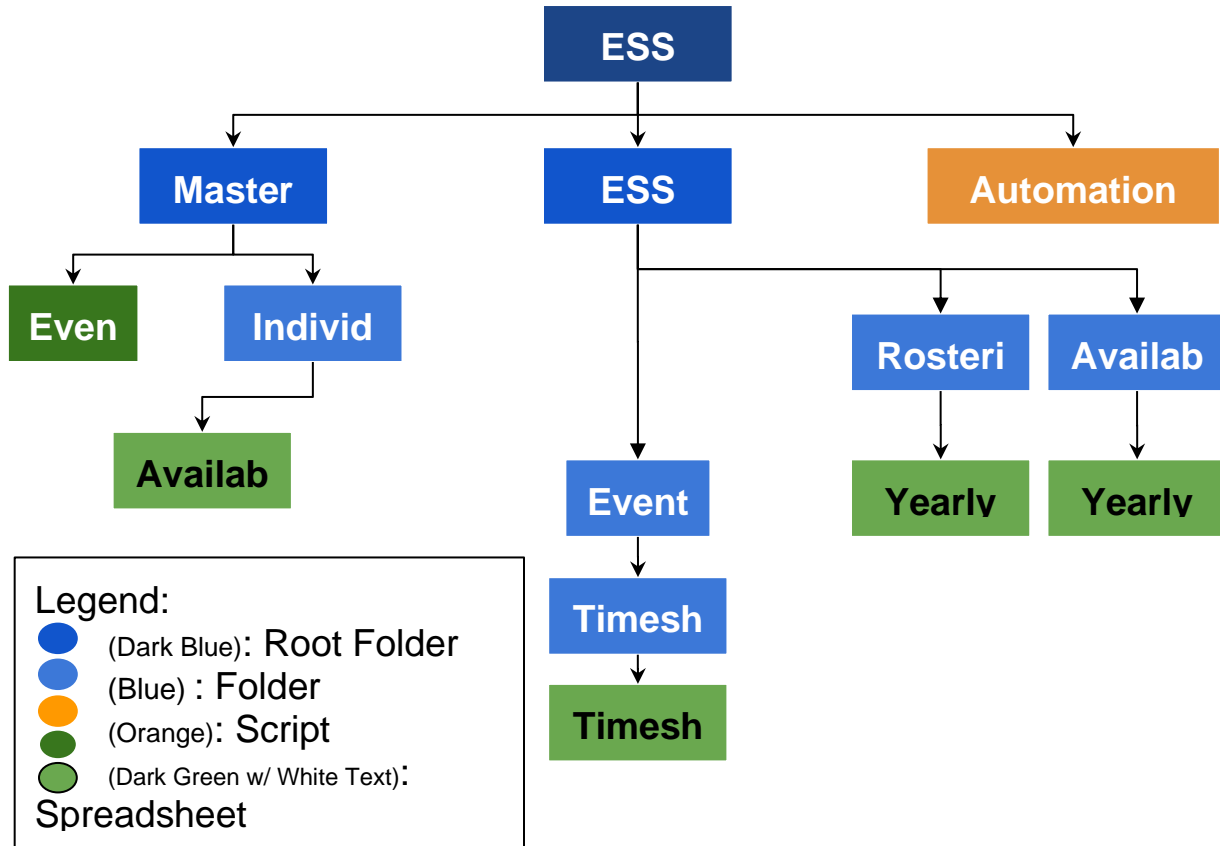 ESS
Master
ESS
Automation
Even
Individ
Rosteri
Availab
Availab
Event
Yearly
Yearly
Timesh
Timesh
Legend:
(Dark Blue): Root Folder
(Blue) : Folder
(Orange): Script
(Dark Green w/ White Text):
Spreadsheet